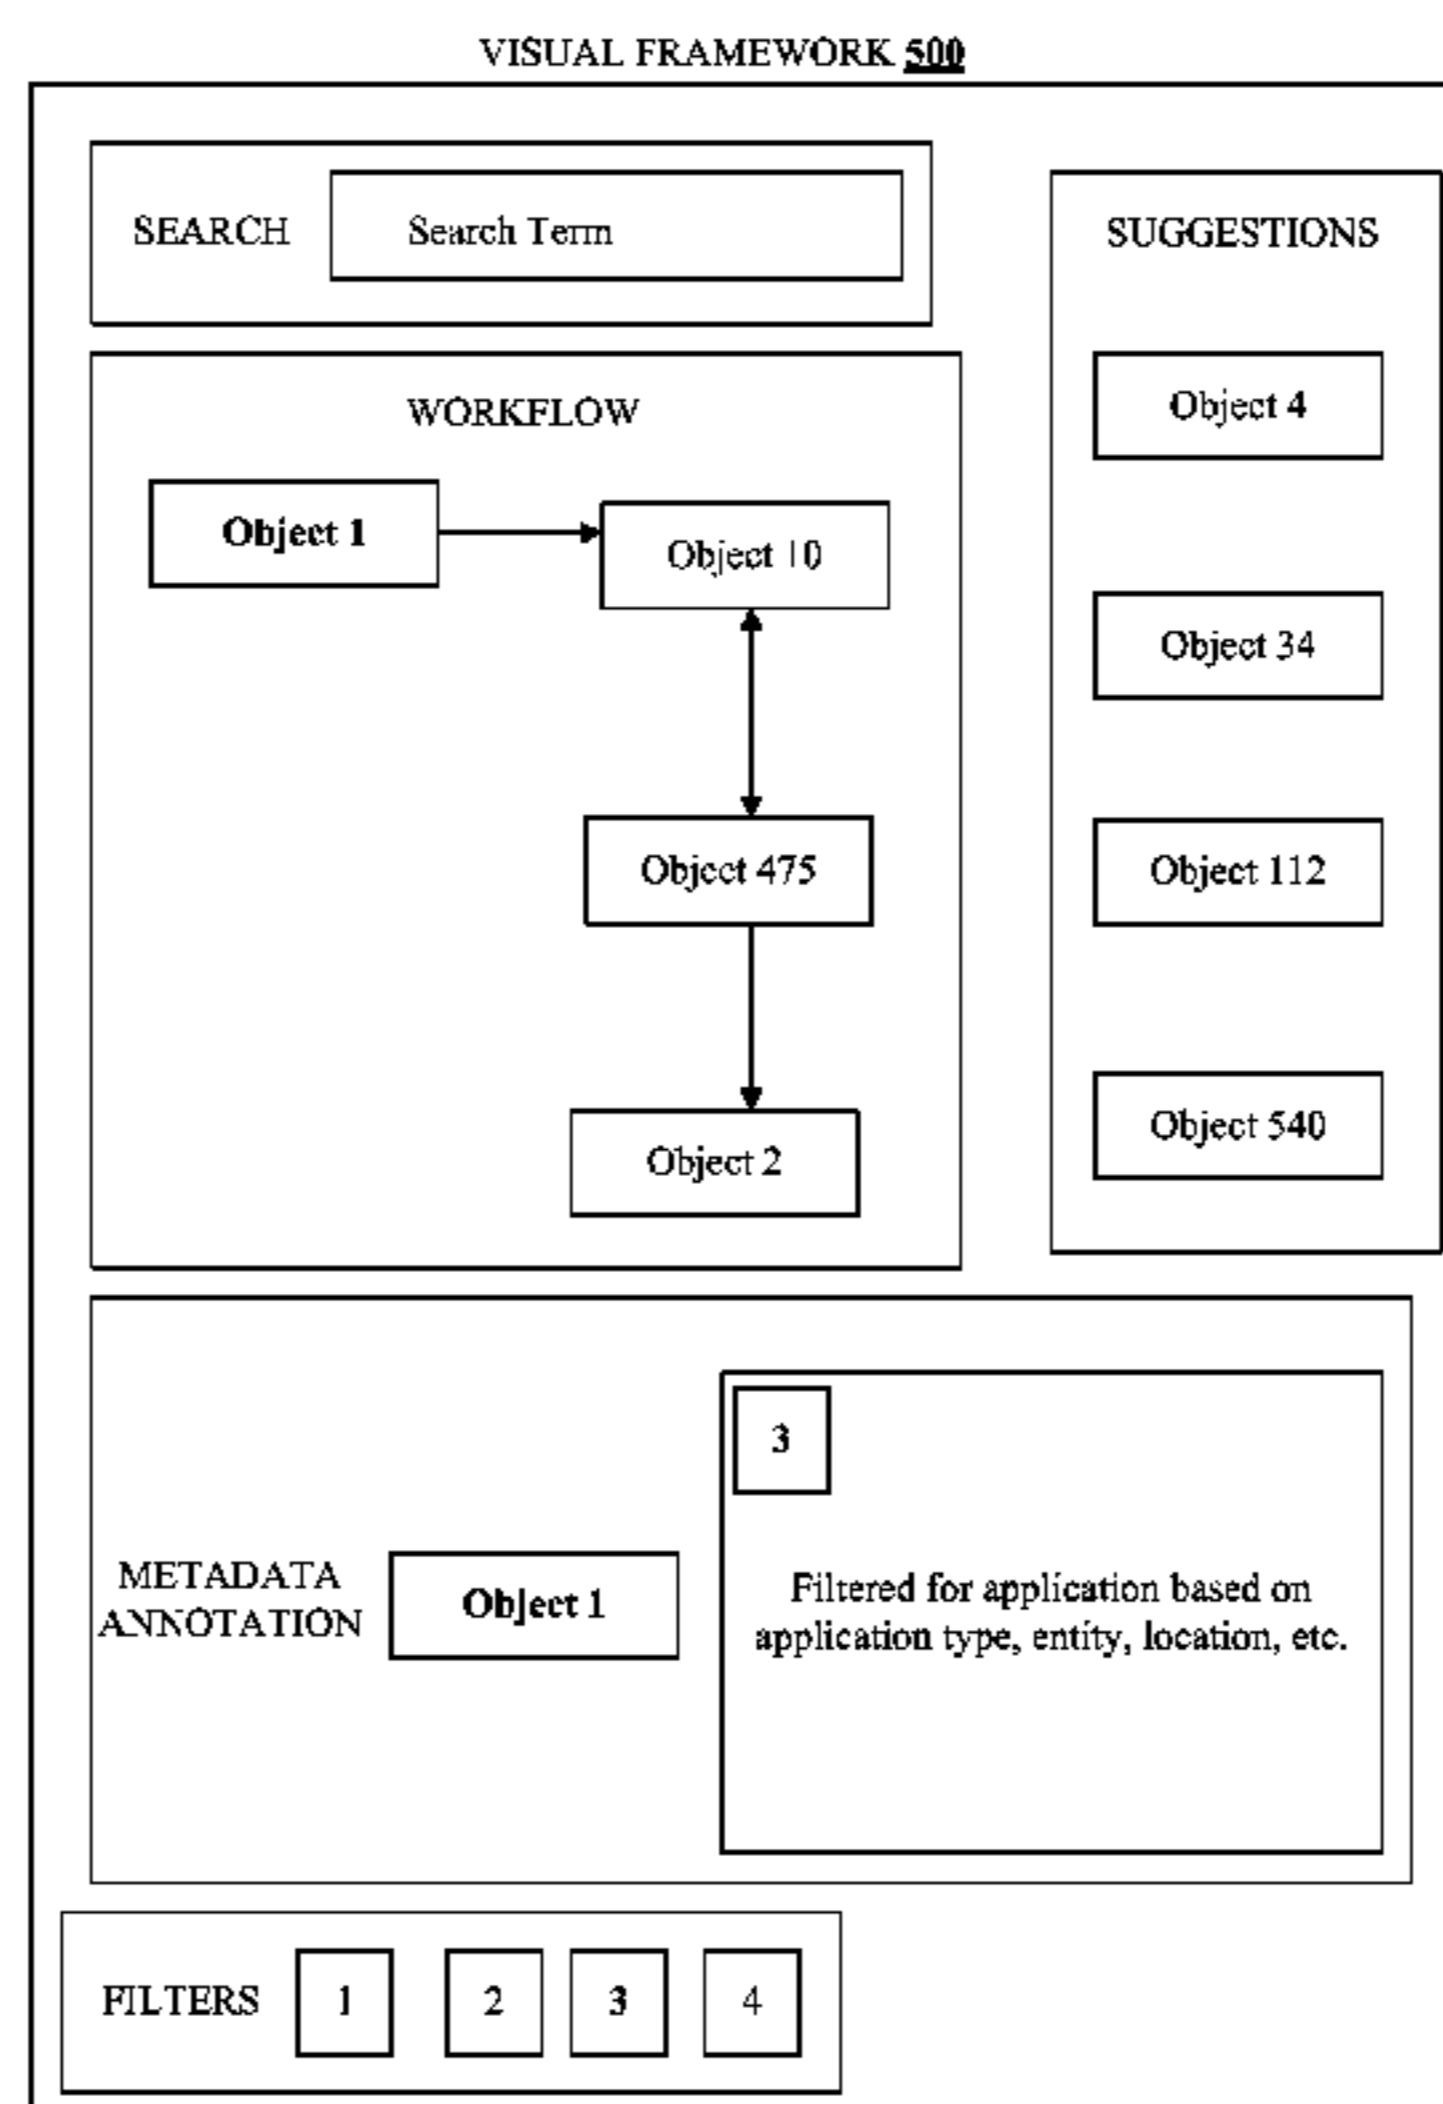 VISUAL FRAMEWORK 500
SEARCH
Search Term
WORKFLOW
Object 1
Object 10
Object 475
Object 2
SUGGESTIONS
Object 4
Object 34
Object 112
Object 540
METADATA
ANNOTATION
Object 1
3
Filtered for application based on
application type, entity, location, etc.
FILTERS
1
2
3
4